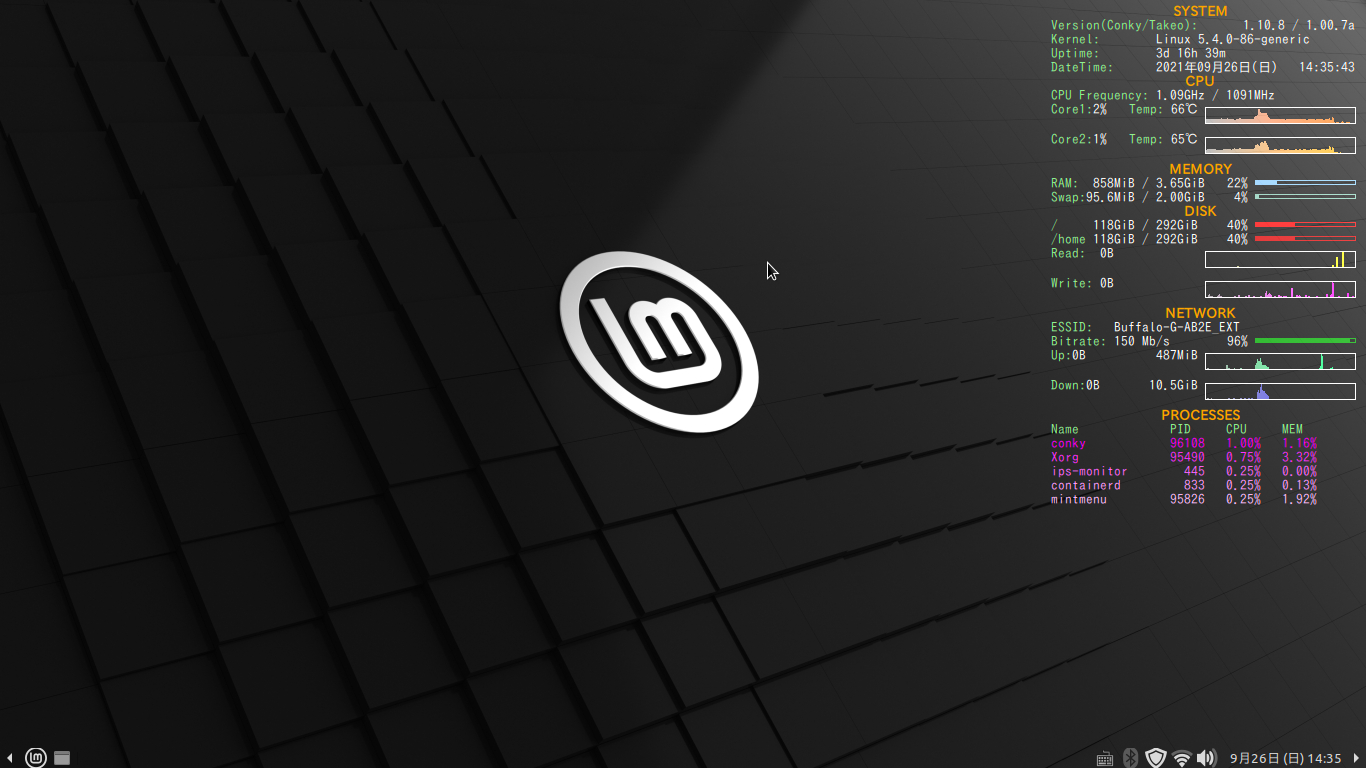 SYSTEM
Version(Conky/Takeo): 1.10.8 / 1.00.7a
Kernel: Linux 5.4.0-86-generic
Uptime: 3d 16h 39m
DateTime: 2021年09月26日(日) 14:35:43
CPU
CPU Frequency: 1.09GHz / 1091MHz
Core1:2% Temp: 66℃
Core2:1% Temp: 65℃
MEMORY
RAM: 858MiB / 3.65GiB 22%
Swap:95.6MiB / 2.00GiB 4%
DISK
/ 118GiB / 292GiB 40%
/home 118GiB / 292GiB 40%
Read: 0B
Write: 0B
NETWORK
ESSID: Buffalo-G-AB2E_EXT
Bitrate: 150 Mb/s 96%
Up:0B 487MiB
Down:0B 10.5GiB
PROCESSES
Name PID CPU MEM
conky 96108 1.00% 1.16%
Xorg 95490 0.75% 3.32%
ips-monitor 445 0.25% 0.00%
containerd 833 0.25% 0.13%
mintmenu 95826 0.25% 1.92%
9月26日 (日) 14:35